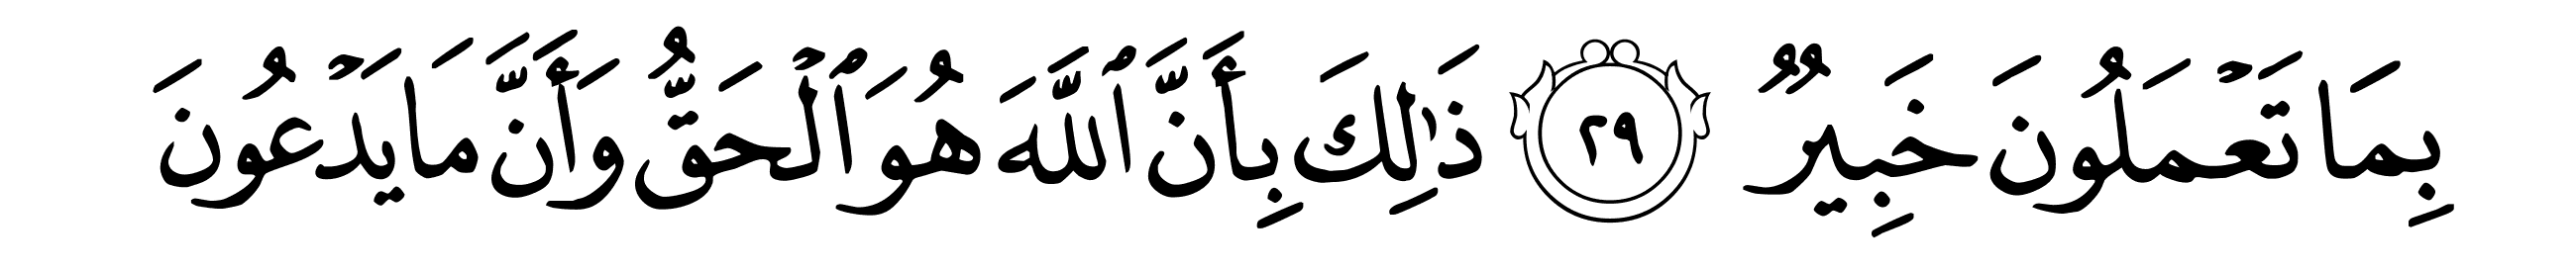 بِمَا تَعْمَلُونَ خَبِيرٌ ٢٩ ذَٰلِكَ بِأَنَّ ٱللَّهَ هُوَ ٱلْحَقُّ وَأَنَّ مَا يَدْعُونَ